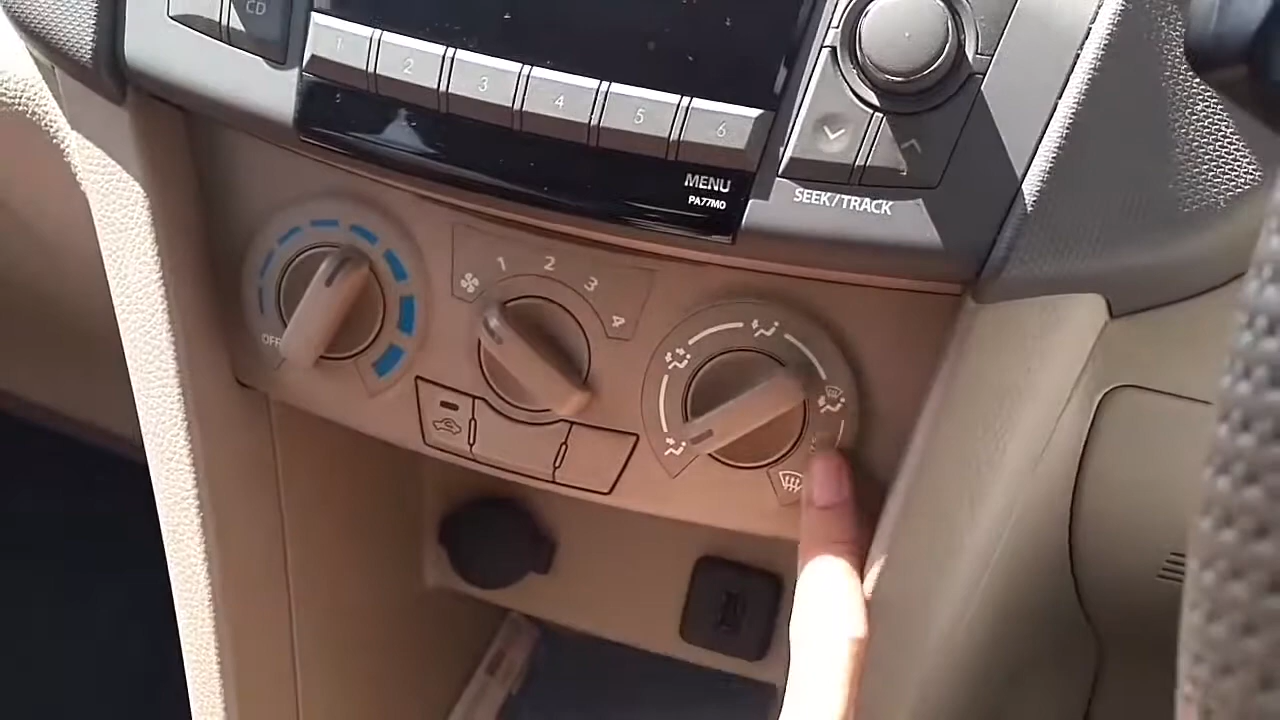 CD
1 2 3 4 5 6
MENU
PA77M0
SEEK/TRACK
OFF
1 2 3 4